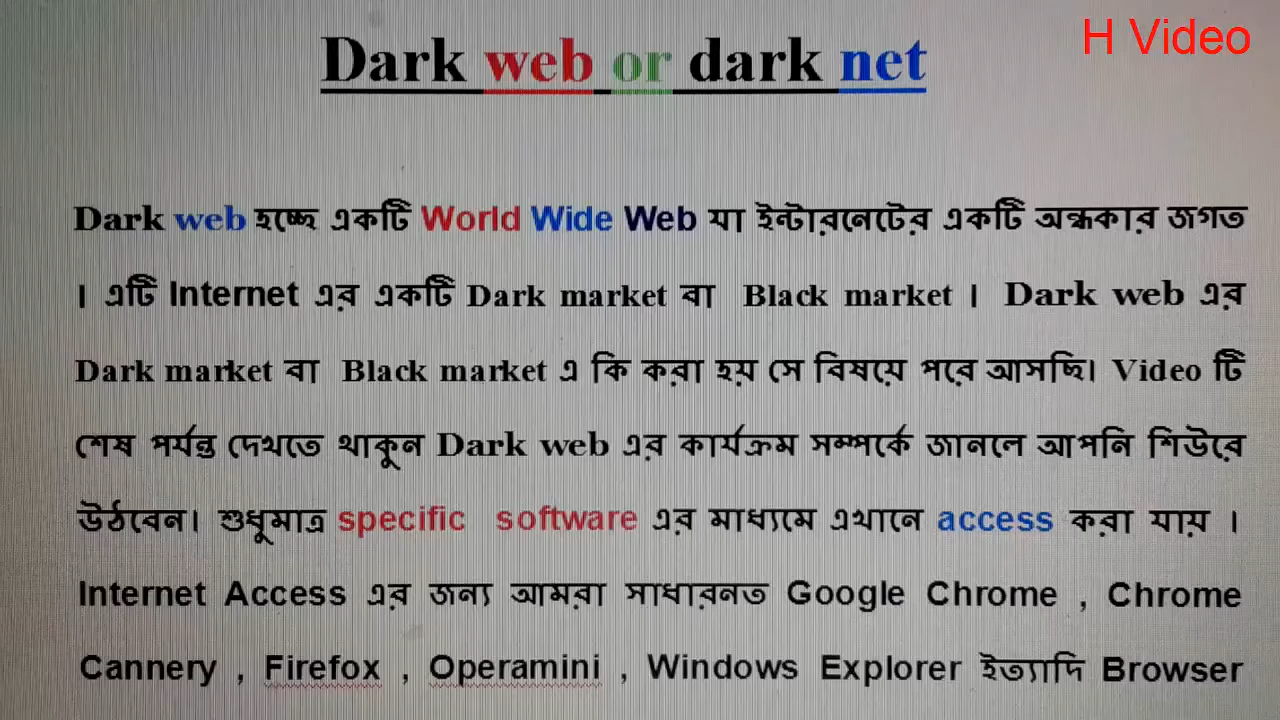 H Video
Dark web or dark net
Dark web হচ্ছে একটি World Wide Web যা ইন্টারনেটের একটি অন্ধকার জগত
। এটি Internet এর একটি Dark market বা Black market । Dark web এর
Dark market বা Black market এ কি করা হয় সে বিষয়ে পরে আসছি। Video টি
শেষ পর্যন্ত দেখতে থাকুন Dark web এর কার্যক্রম সম্পর্কে জানলে আপনি শিউরে
উঠবেন। শুধুমাত্র specific software এর মাধ্যমে এখানে access করা যায় ।
Internet Access এর জন্য আমরা সাধারনত Google Chrome , Chrome
Cannery , Firefox , Operamini , Windows Explorer ইত্যাদি Browser